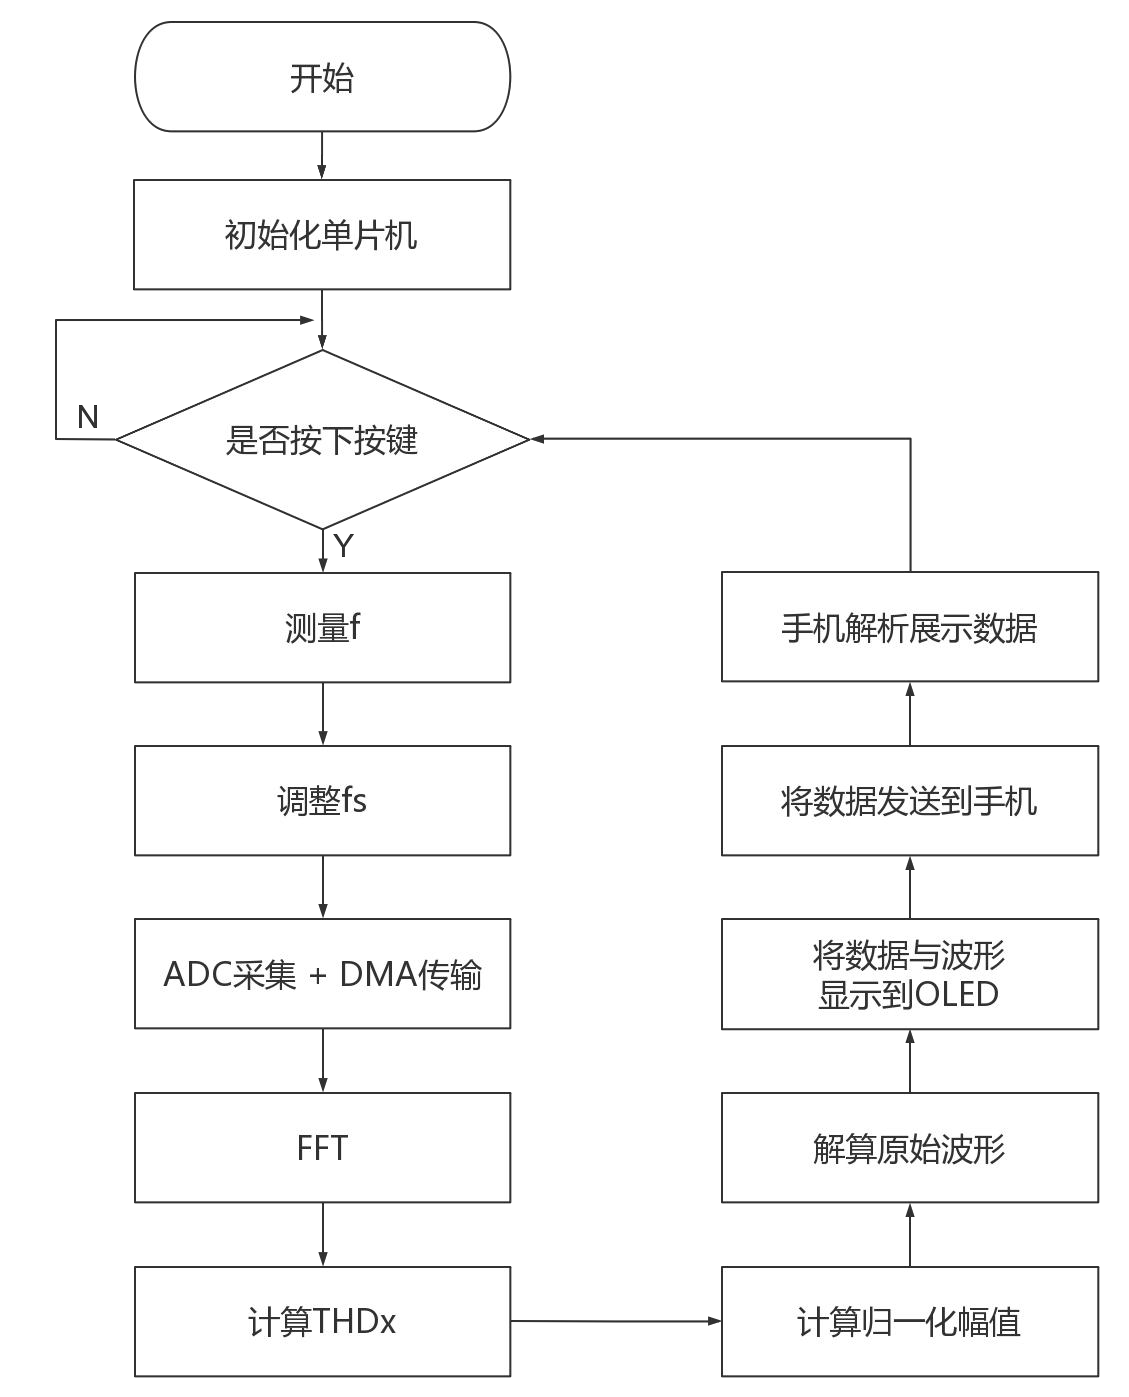 开始
初始化单片机
N
是否按下按键
Y
测量f
调整fs
ADC采集 + DMA传输
FFT
计算THDx
计算归一化幅值
解算原始波形
将数据与波形
显示到OLED
将数据发送到手机
手机解析展示数据